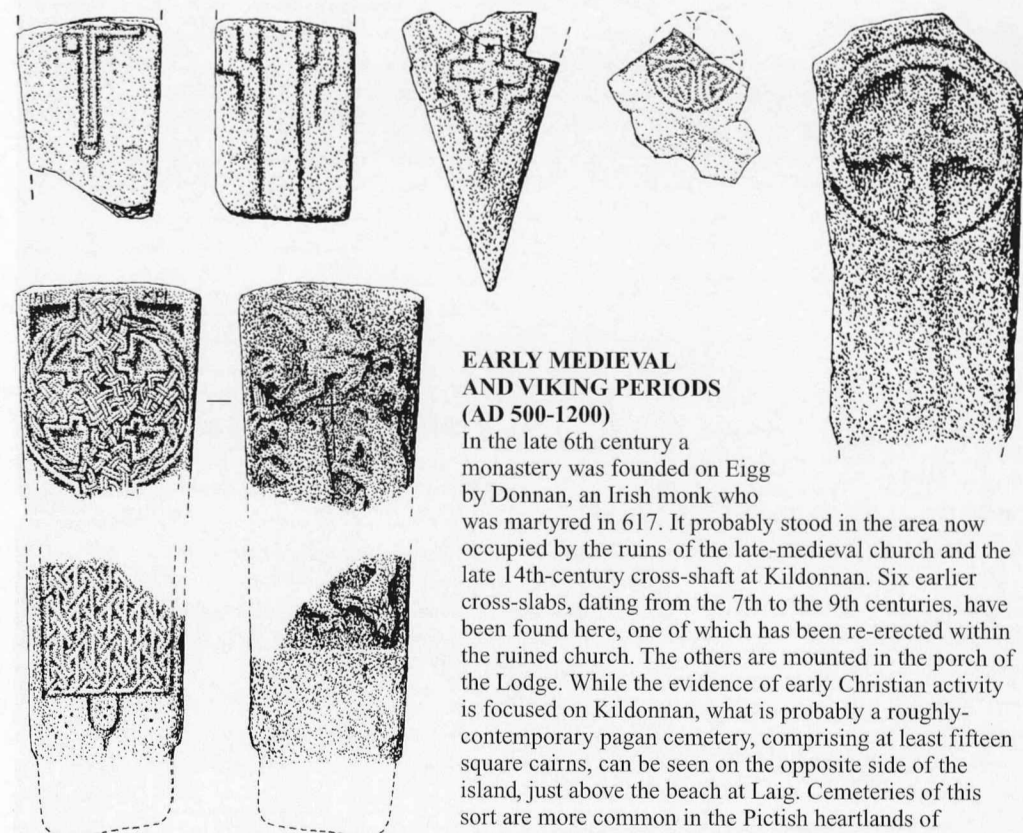 EARLY MEDIEVAL
AND VIKING PERIODS
(AD 500-1200)
In the late 6th century a
monastery was founded on Eigg
by Donnan, an Irish monk who
was martyred in 617. It probably stood in the area now
occupied by the ruins of the late-medieval church and the
late 14th-century cross-shaft at Kildonnan. Six earlier
cross-slabs, dating from the 7th to the 9th centuries, have
been found here, one of which has been re-erected within
the ruined church. The others are mounted in the porch of
the Lodge. While the evidence of early Christian activity
is focused on Kildonnan, what is probably a roughly-
contemporary pagan cemetery, comprising at least fifteen
square cairns, can be seen on the opposite side of the
island, just above the beach at Laig. Cemeteries of this
sort are more common in the Pictish heartlands of